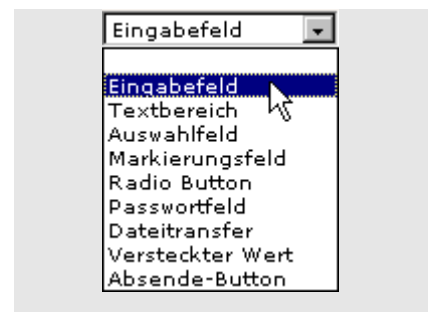 Eingabefeld
Eingabefeld
Textbereich
Auswahlfeld
Markierungsfeld
Radio Button
Passwortfeld
Dateitransfer
Versteckter Wert
Absende-Button